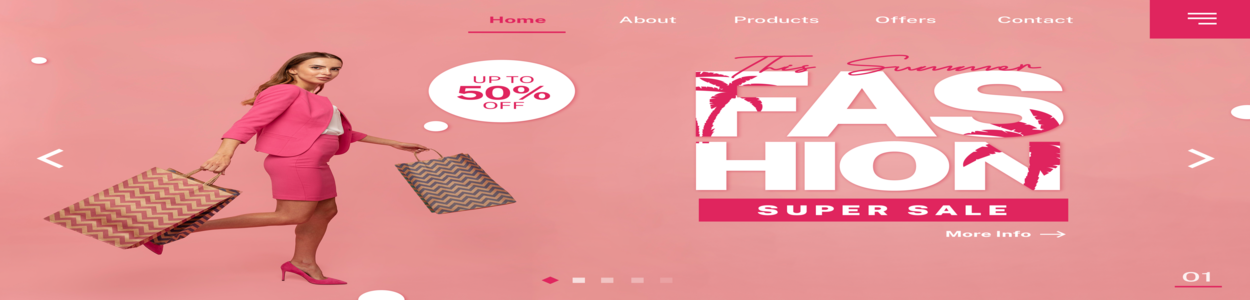 Home About Products Offers Contact
UP TO
50%
OFF
This Summer
FAS
HION
SUPER SALE
More Info
01